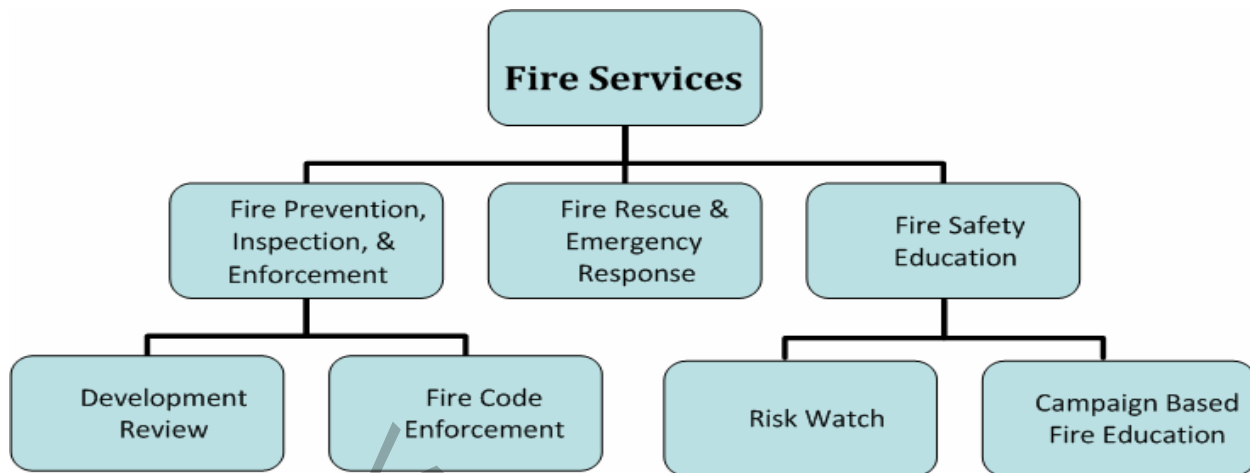 Fire Services
Fire Prevention,
Inspection, &
Enforcement
Fire Rescue &
Emergency
Response
Fire Safety
Education
Development
Review
Fire Code
Enforcement
Risk Watch
Campaign Based
Fire Education